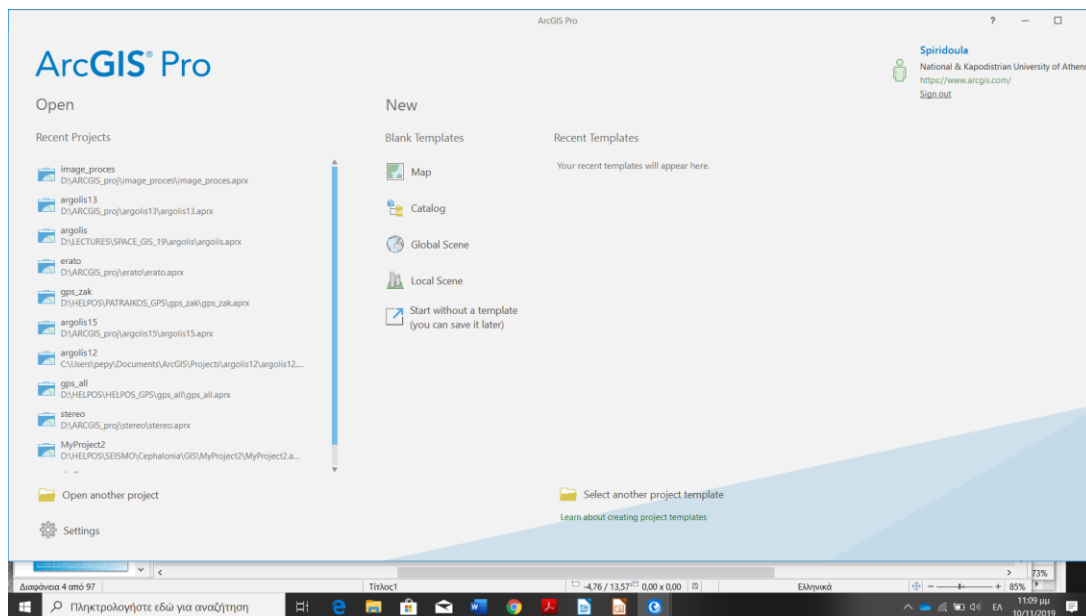 ArcGIS Pro
?
ArcGIS® Pro
Spiridoula
National & Kapodistrian University of Athens
https://www.arcgis.com/
Sign out
Open
Recent Projects
image_proces
D:\ARCGIS_proj\image_proces\image_proces.aprx
argolis13
D:\ARCGIS_proj\argolis13\argolis13.aprx
argolis
D:\LECTURES\SPACE_GIS_19\argolis\argolis.aprx
erato
D:\ARCGIS_proj\erato\erato.aprx
gps_zak
D:\HELPOS\PATRAIKOS_GPS\gps_zak\gps_zak.aprx
argolis15
D:\ARCGIS_proj\argolis15\argolis15.aprx
argolis12
C:\Users\pepy\Documents\ArcGIS\Projects\argolis12\argolis12....
gps_all
D:\HELPOS\HELPOS_GPS\gps_all\gps_all.aprx
stereo
D:\ARCGIS_proj\stereo\stereo.aprx
MyProject2
D:\HELPOS\SEISMO\Cephalonia\GIS\MyProject2\MyProject2.a...
Open another project
Settings
New
Blank Templates
Map
Catalog
Global Scene
Local Scene
Start without a template
(you can save it later)
Recent Templates
Your recent templates will appear here.
Select another project template
Learn about creating project templates
73%
Διαφάνεια 4 από 97
Τίτλος1
-4,76 / 13,57
0,00 x 0,00
Ελληνικά
85%
Πληκτρολογήστε εδώ για αναζήτηση
ΕΛ
11:09 μμ
10/11/2019